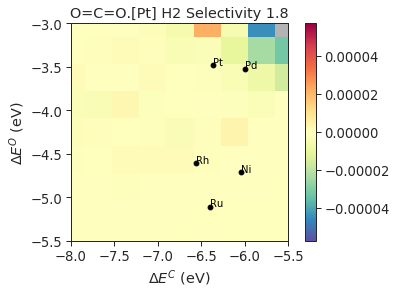 O=C=O.[Pt] H2 Selectivity 1.8
−3.0
−3.5
−4.0
−4.5
−5.0
−5.5
ΔE^O (eV)
Pt
Pd
Rh
Ni
Ru
−8.0 −7.5 −7.0 −6.5 −6.0 −5.5
ΔE^C (eV)
0.00004
0.00002
0.00000
−0.00002
−0.00004